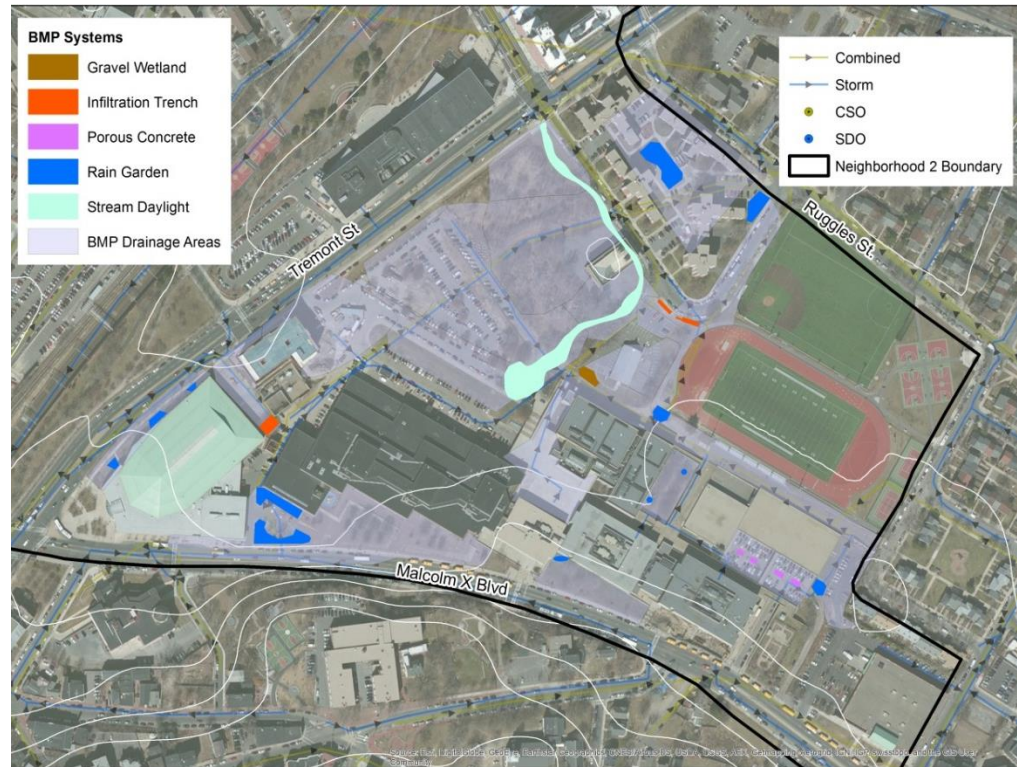 BMP Systems
Gravel Wetland
Infiltration Trench
Porous Concrete
Rain Garden
Stream Daylight
BMP Drainage Areas
Combined
Storm
CSO
SDO
Neighborhood 2 Boundary
Tremont St
Ruggles St.
Malcolm X Blvd